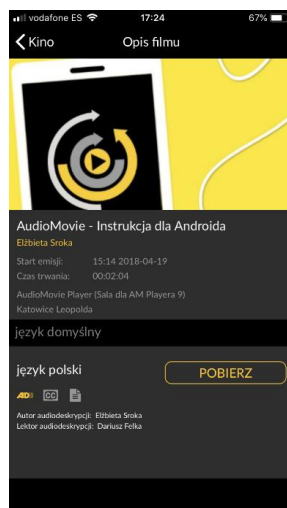 vodafone ES 17:24 67%
Kino Opis filmu
AudioMovie - Instrukcja dla Androida
Elżbieta Sroka
Start emisji: 15:14 2018-04-19
Czas trwania: 00:02:04
AudioMovie Player (Sala dla AM Playera 9)
Katowice Leopolda
język domyślny
język polski POBIERZ
AD CC
Autor audiodeskrypcji: Elżbieta Sroka
Lektor audiodeskrypcji: Dariusz Felka